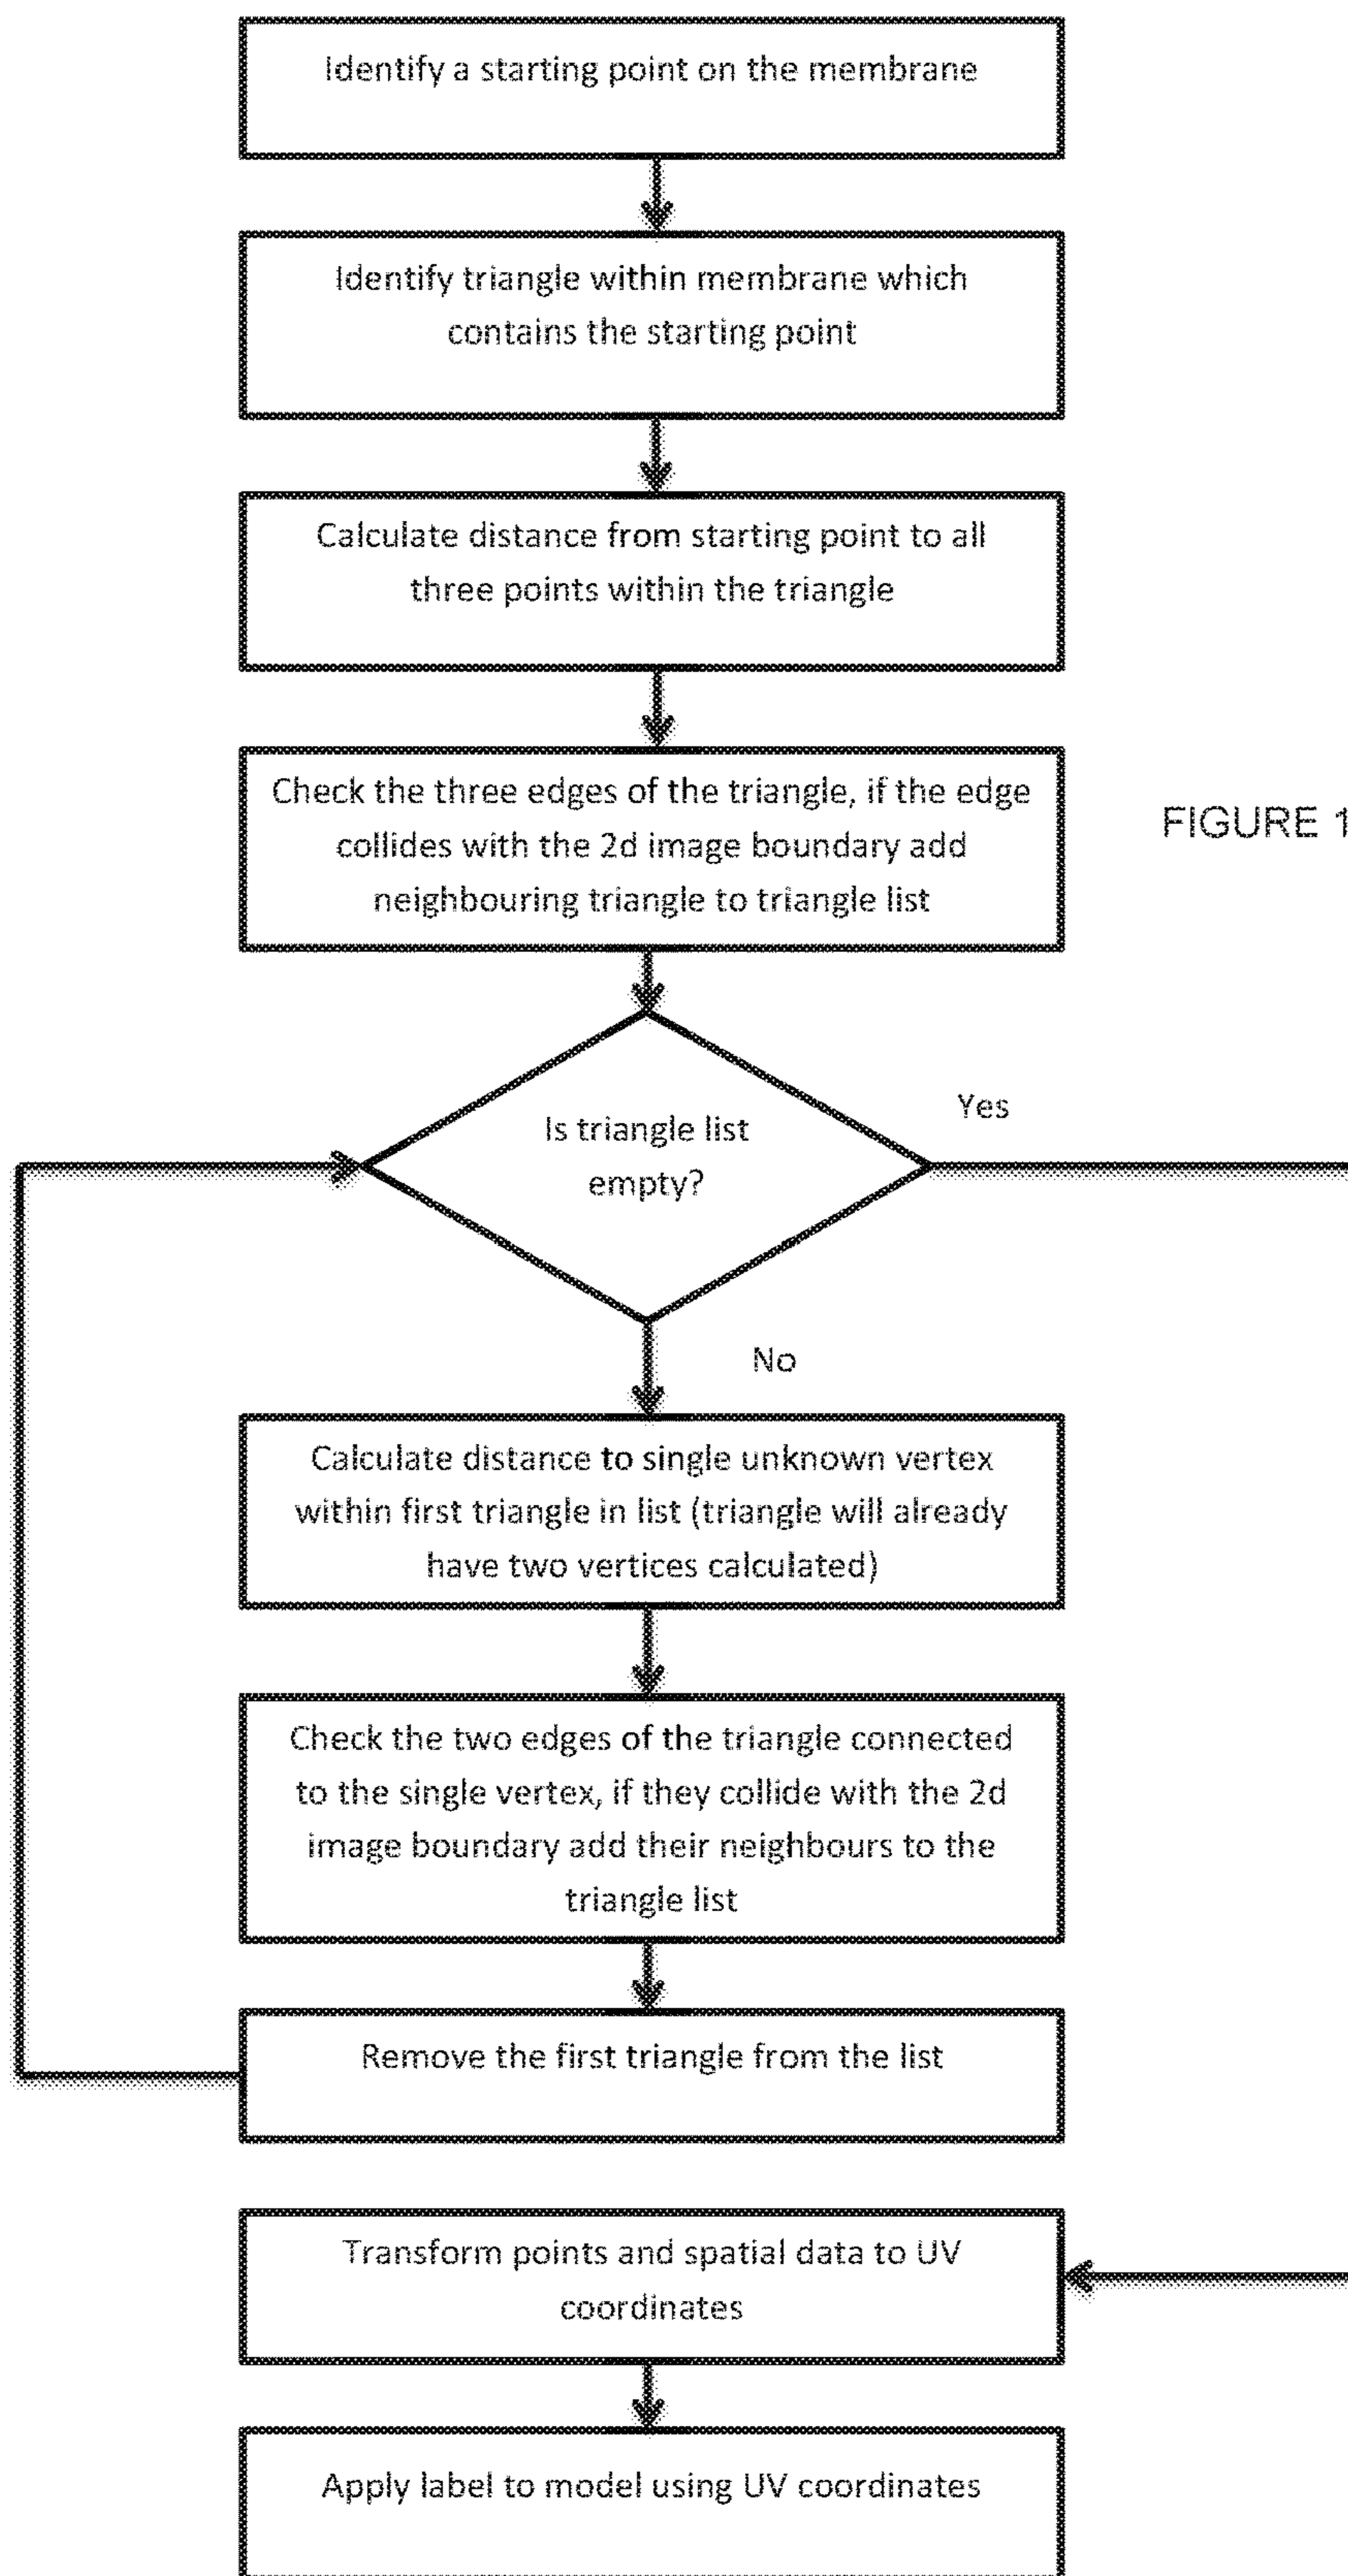 Identify a starting point on the membrane
Identify triangle within membrane which
contains the starting point
Calculate distance from starting point to all
three points within the triangle
Check the three edges of the triangle, if the edge
collides with the 2d image boundary add
neighbouring triangle to triangle list
FIGURE 1
Is triangle list
empty?
Yes
No
Calculate distance to single unknown vertex
within first triangle in list (triangle will already
have two vertices calculated)
Check the two edges of the triangle connected
to the single vertex, if they collide with the 2d
image boundary add their neighbours to the
triangle list
Remove the first triangle from the list
Transform points and spatial data to UV
coordinates
Apply label to model using UV coordinates